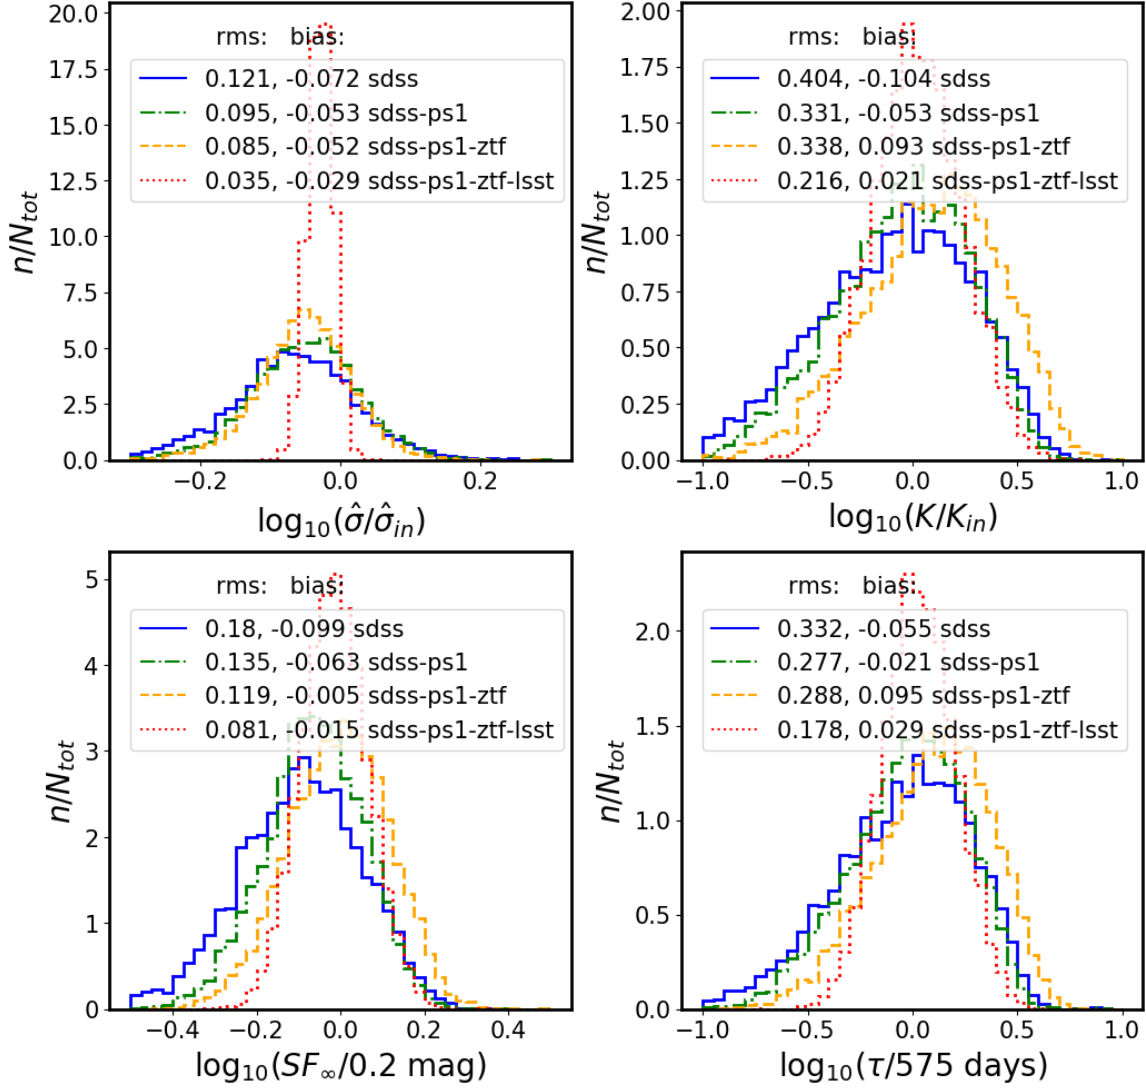 rms: bias:
0.121, -0.072 sdss
0.095, -0.053 sdss-ps1
0.085, -0.052 sdss-ps1-ztf
0.035, -0.029 sdss-ps1-ztf-lsst
20.0
17.5
15.0
12.5
10.0
7.5
5.0
2.5
0.0
n/N_{tot}
−0.2 0.0 0.2
log₁₀(σ̂/σ̂_{in})
rms: bias:
0.404, -0.104 sdss
0.331, -0.053 sdss-ps1
0.338, 0.093 sdss-ps1-ztf
0.216, 0.021 sdss-ps1-ztf-lsst
2.00
1.75
1.50
1.25
1.00
0.75
0.50
0.25
0.00
n/N_{tot}
−1.0 −0.5 0.0 0.5 1.0
log₁₀(K/K_{in})
rms: bias:
0.18, -0.099 sdss
0.135, -0.063 sdss-ps1
0.119, -0.005 sdss-ps1-ztf
0.081, -0.015 sdss-ps1-ztf-lsst
5
4
3
2
1
0
n/N_{tot}
−0.4 −0.2 0.0 0.2 0.4
log₁₀(SF_∞/0.2 mag)
rms: bias:
0.332, -0.055 sdss
0.277, -0.021 sdss-ps1
0.288, 0.095 sdss-ps1-ztf
0.178, 0.029 sdss-ps1-ztf-lsst
2.0
1.5
1.0
0.5
0.0
n/N_{tot}
−1.0 −0.5 0.0 0.5 1.0
log₁₀(τ/575 days)